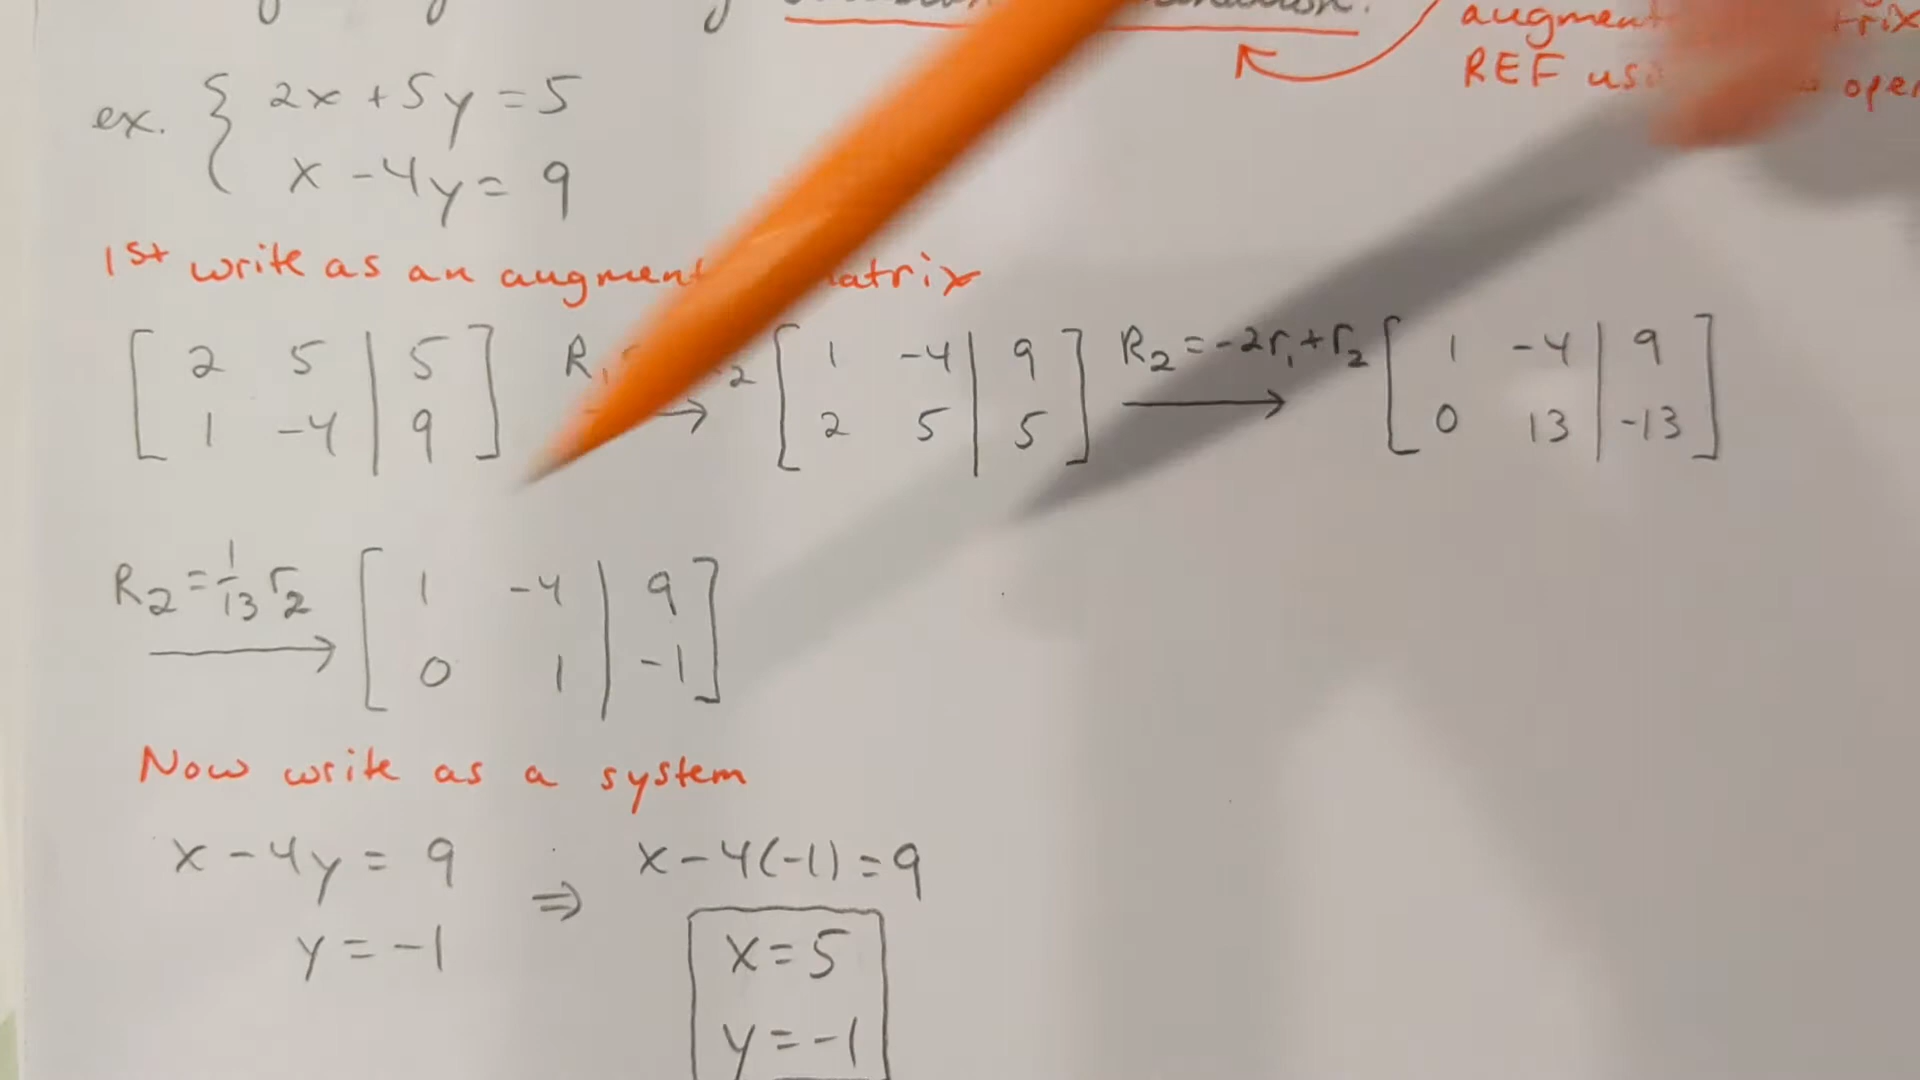 augment
REF
ex. { 2x + 5y = 5
x - 4y = 9
1st write as an
[ 2 5 | 5 ] [ 1 -4 | 9 ] R₂ = -2r₁ + r₂ [ 1 -4 | 9 ]
[ 1 -4 | 9 ] → [ 2 5 | 5 ] → [ 0 13 | -13 ]
R₂ = 1/13 r₂ [ 1 -4 | 9 ]
→ [ 0 1 | -1 ]
Now write as a system
x - 4y = 9 ⇒ x - 4(-1) = 9
y = -1 x = 5
y = -1